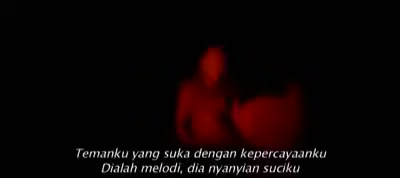 Temanku yang suka dengan kepercayaanku
Dialah melodi, dia nyanyian suciku